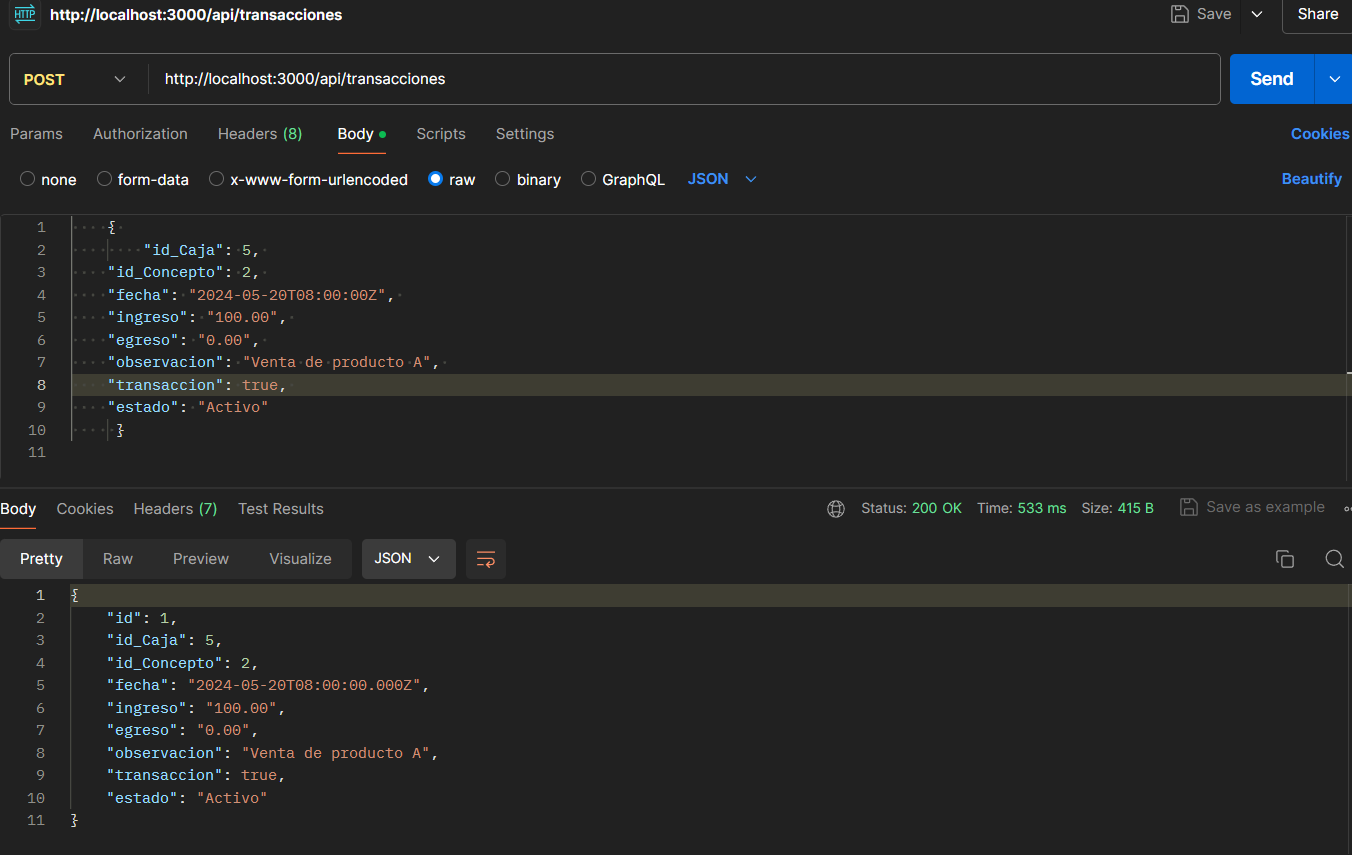 HTTP http://localhost:3000/api/transacciones Save Share
POST http://localhost:3000/api/transacciones Send
Params Authorization Headers (8) Body Scripts Settings Cookies
none form-data x-www-form-urlencoded raw binary GraphQL JSON Beautify
1 {
2 "id_Caja": 5,
3 "id_Concepto": 2,
4 "fecha": "2024-05-20T08:00:00Z",
5 "ingreso": "100.00",
6 "egreso": "0.00",
7 "observacion": "Venta de producto A",
8 "transaccion": true,
9 "estado": "Activo"
10 }
11
Body Cookies Headers (7) Test Results Status: 200 OK Time: 533 ms Size: 415 B Save as example
Pretty Raw Preview Visualize JSON
1 {
2 "id": 1,
3 "id_Caja": 5,
4 "id_Concepto": 2,
5 "fecha": "2024-05-20T08:00:00.000Z",
6 "ingreso": "100.00",
7 "egreso": "0.00",
8 "observacion": "Venta de producto A",
9 "transaccion": true,
10 "estado": "Activo"
11 }